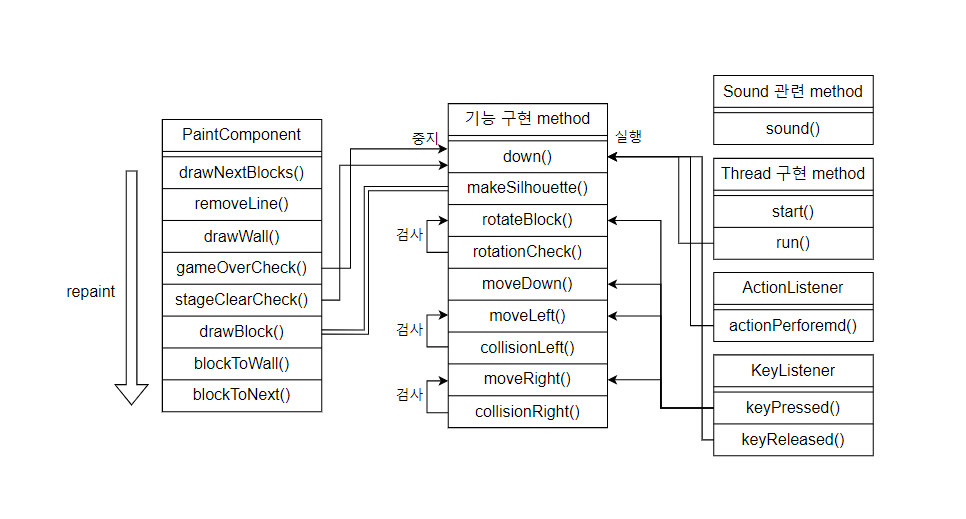 repaint
PaintComponent
drawNextBlocks()
removeLine()
drawWall()
gameOverCheck()
stageClearCheck()
drawBlock()
blockToWall()
blockToNext()
중지
검사
검사
검사
기능 구현 method
down()
makeSilhouette()
rotateBlock()
rotationCheck()
moveDown()
moveLeft()
collisionLeft()
moveRight()
collisionRight()
실행
Sound 관련 method
sound()
Thread 구현 method
start()
run()
ActionListener
actionPerforemd()
KeyListener
keyPressed()
keyReleased()